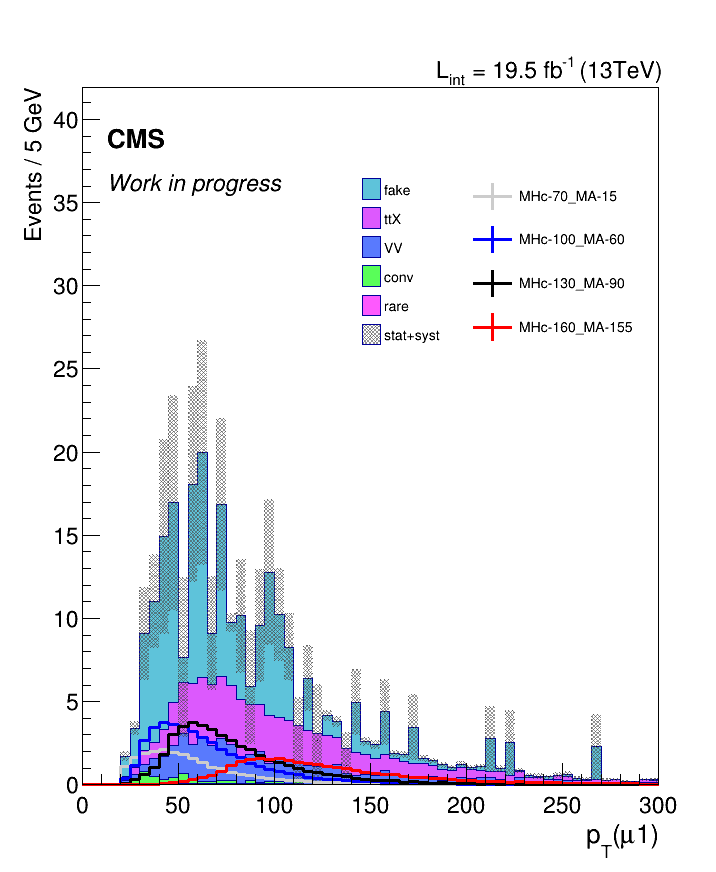 L_int = 19.5 fb^-1 (13TeV)
Events / 5 GeV
CMS
Work in progress
fake
ttX
VV
conv
rare
stat+syst
MHc-70_MA-15
MHc-100_MA-60
MHc-130_MA-90
MHc-160_MA-155
40
35
30
25
20
15
10
5
0
0 50 100 150 200 250 300
p_T(μ1)